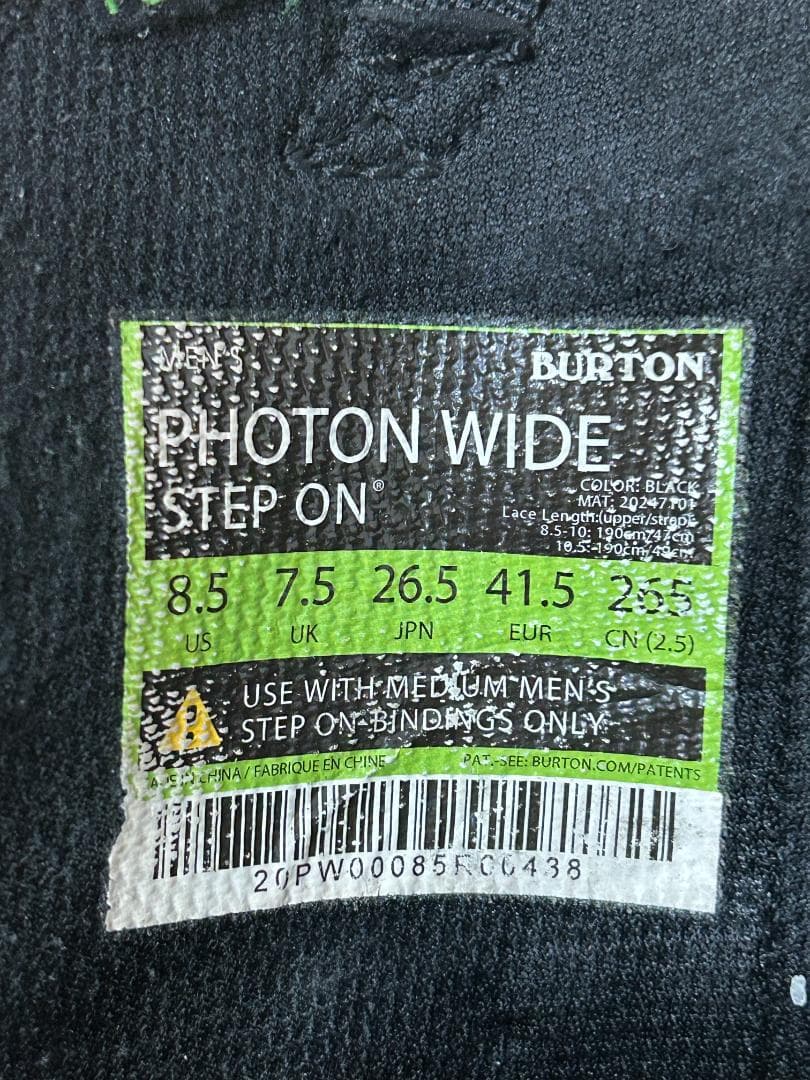 MEN'S
BURTON
PHOTON WIDE
STEP ON®
COLOR: BLACK
MAT: 20247101
Lace Length:(upper/strap)
8.5-10: 190cm/47cm
10.5: 190cm/49cm
8.5 7.5 26.5 41.5 265
US UK JPN EUR CN (2.5)
USE WITH MEDIUM MEN'S
STEP ON BINDINGS ONLY
IN CHINA / FABRIQUE EN CHINE
PAT.-SEE: BURTON.COM/PATENTS
20PW00085R00438